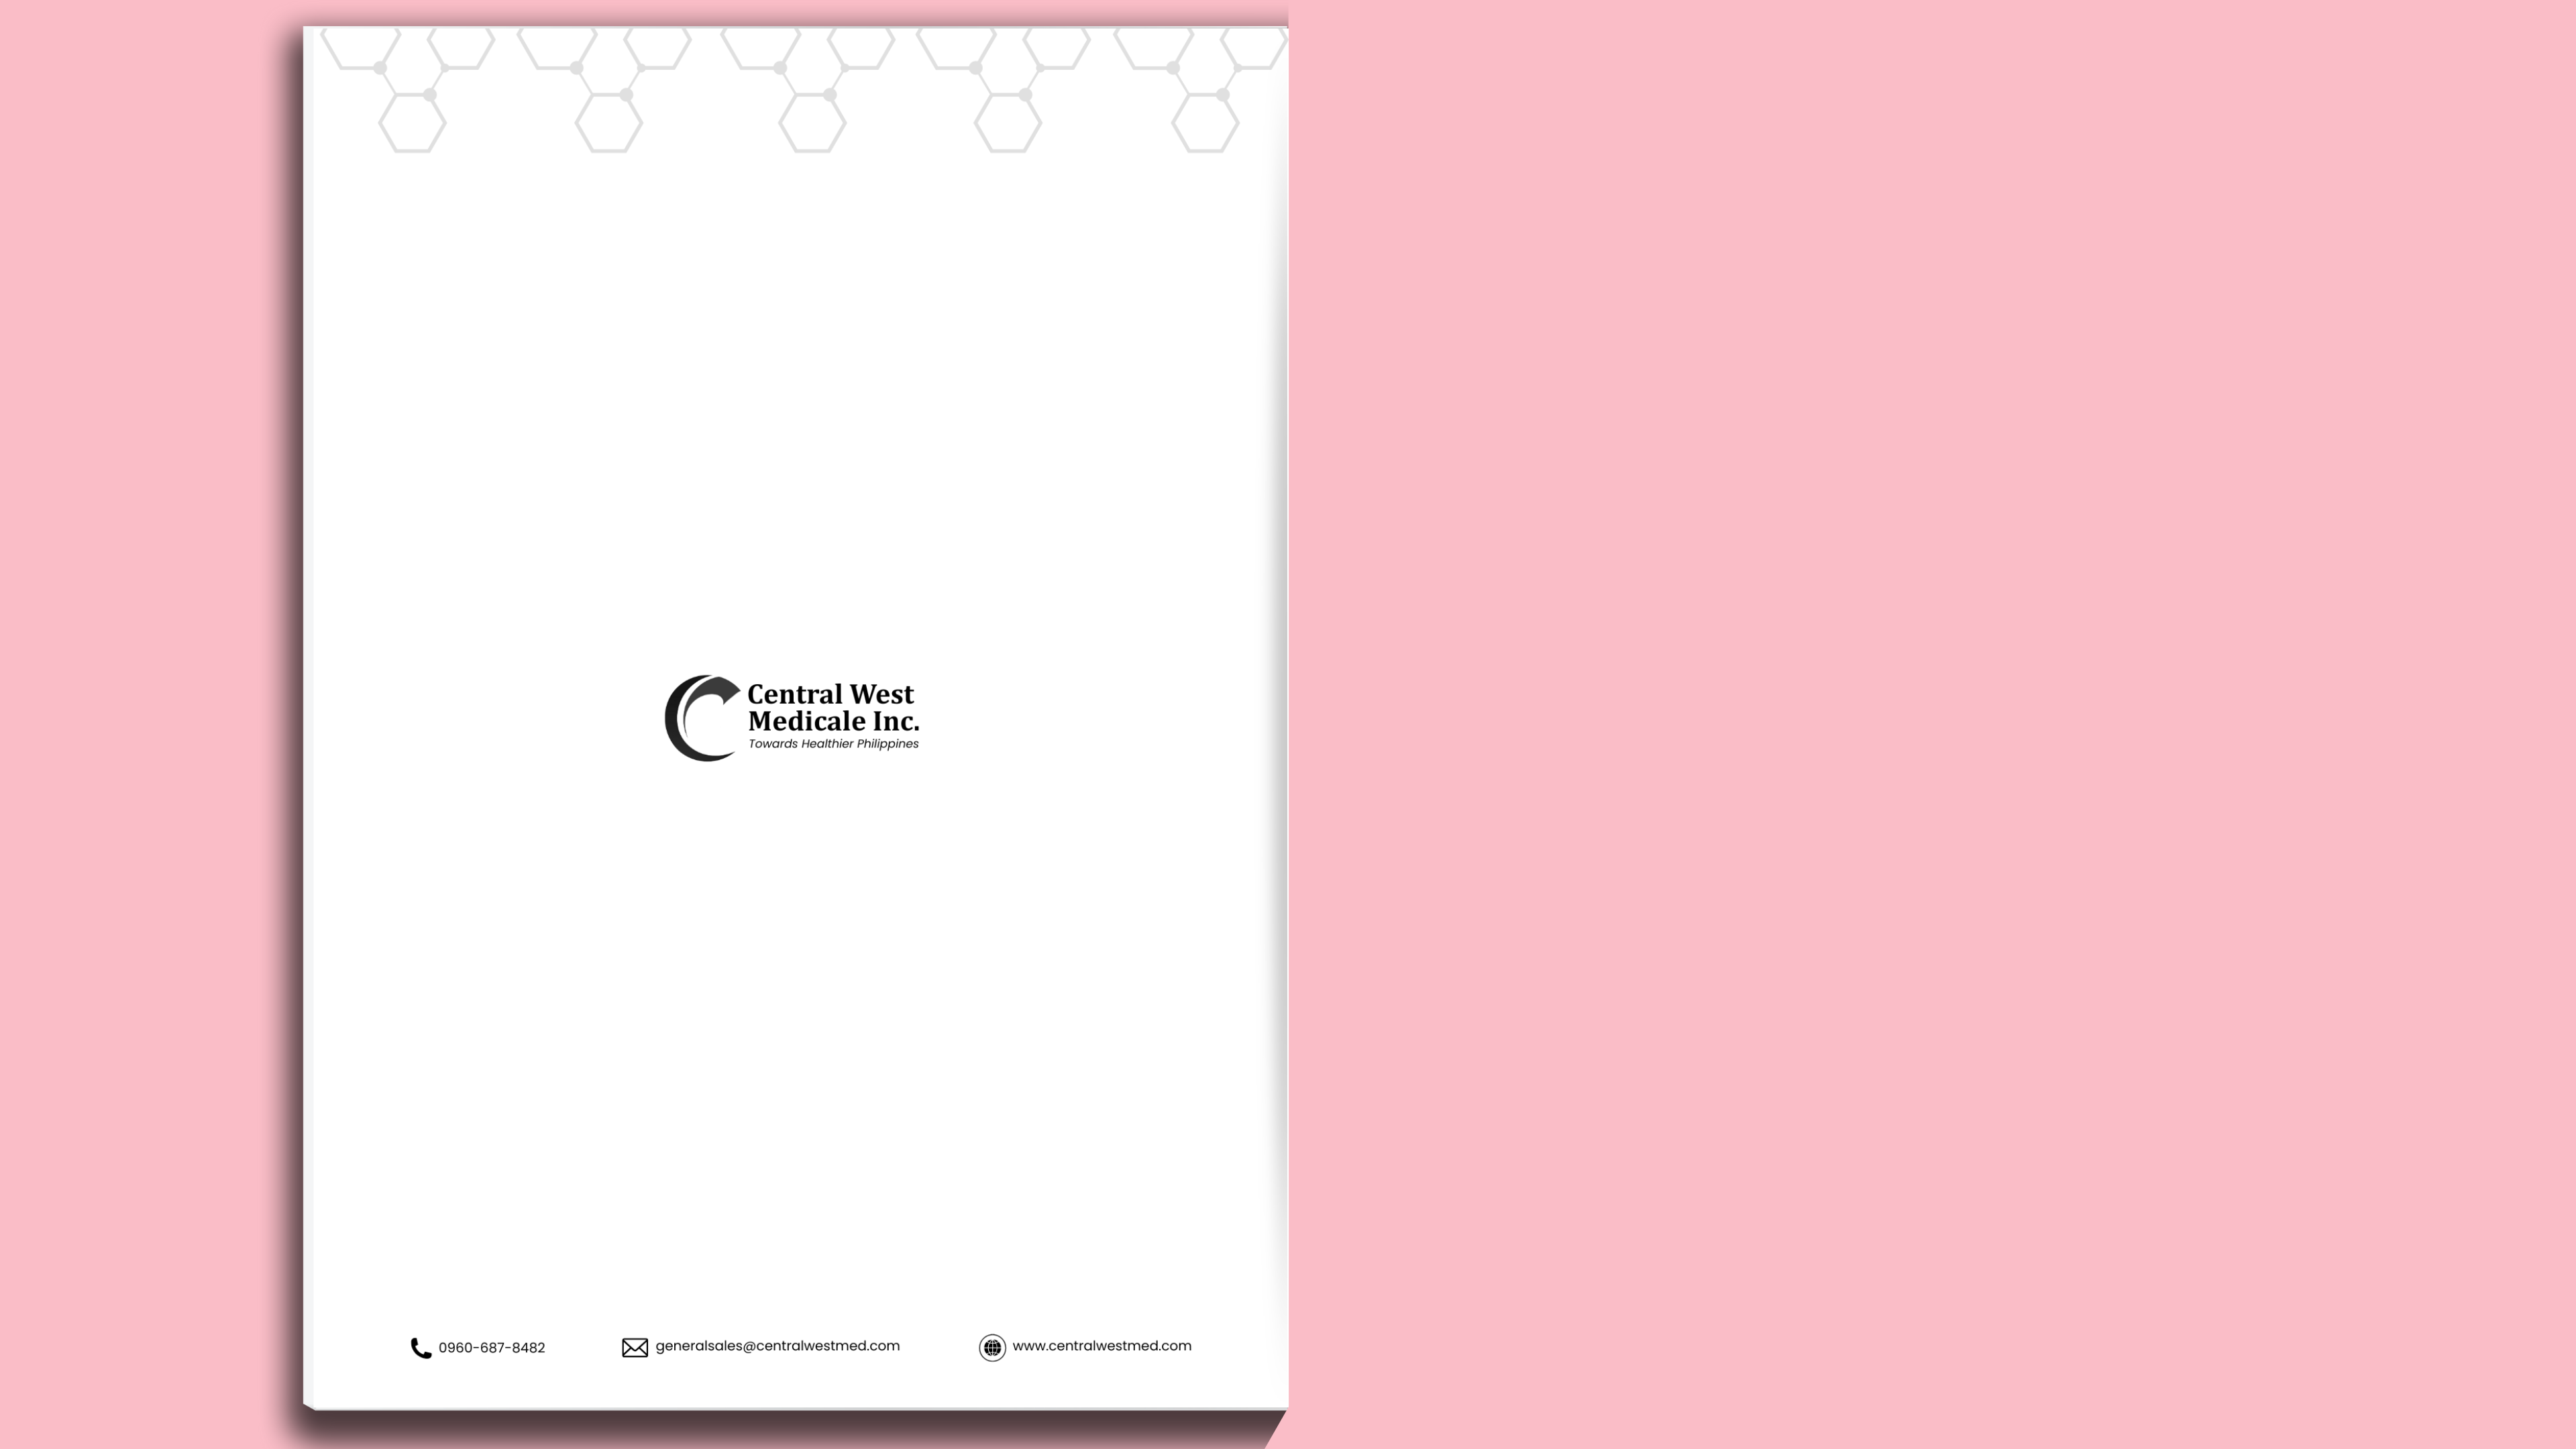 Central West
Medicale Inc.
Towards Healthier Philippines
0960-687-8482
generalsales@centralwestmed.com
www.centralwestmed.com